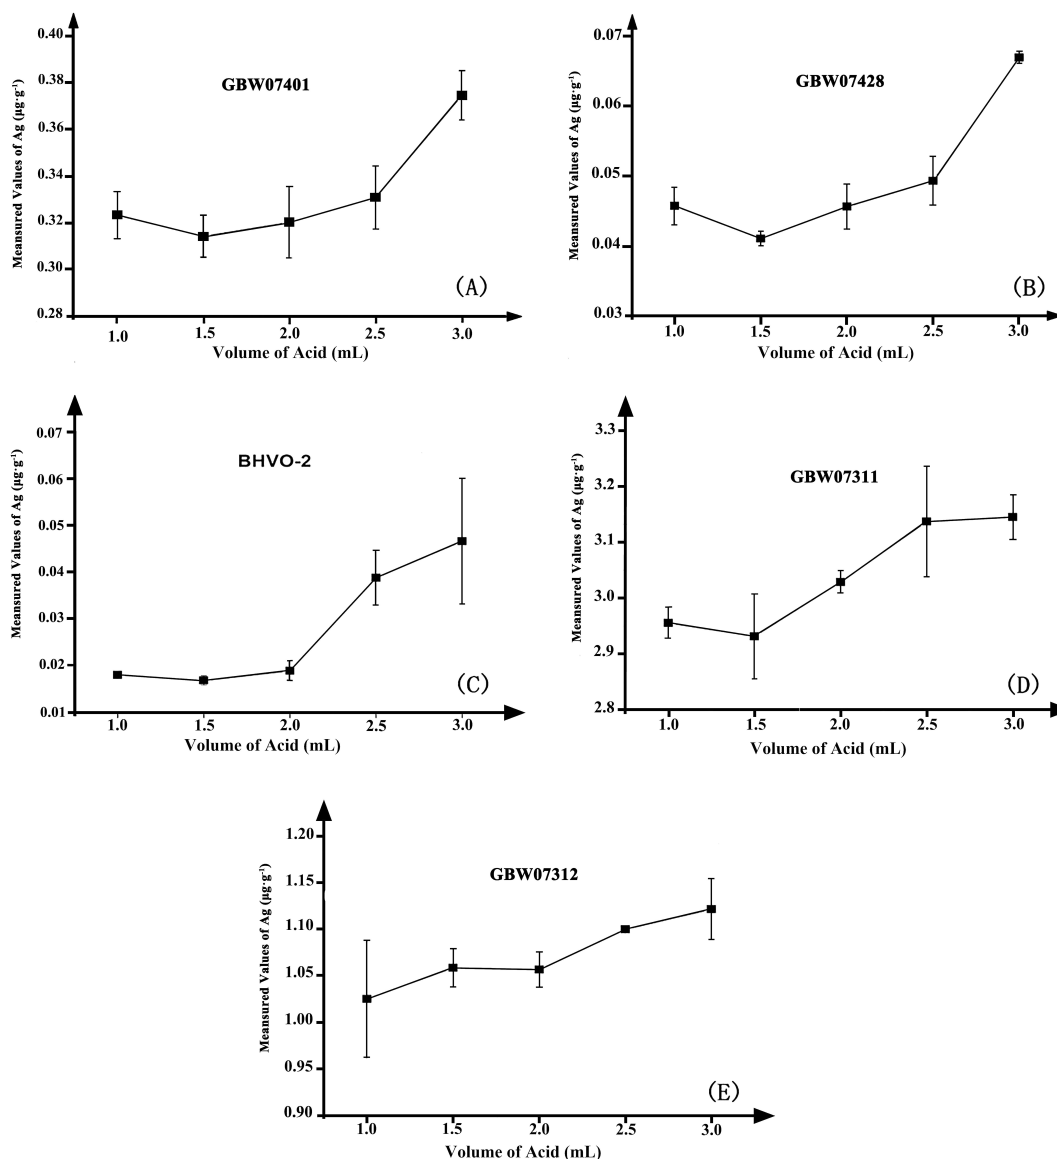 0.40
0.38
0.36
0.34
0.32
0.30
0.28
Meansured Values of Ag (μg·g⁻¹)
GBW07401
(A)
1.0 1.5 2.0 2.5 3.0
Volume of Acid (mL)
0.07
0.06
0.05
0.04
0.03
Meansured Values of Ag (μg·g⁻¹)
GBW07428
(B)
1.0 1.5 2.0 2.5 3.0
Volume of Acid (mL)
0.07
0.06
0.05
0.04
0.03
0.02
0.01
Meansured Values of Ag (μg·g⁻¹)
BHVO-2
(C)
1.0 1.5 2.0 2.5 3.0
Volume of Acid (mL)
3.3
3.2
3.1
3.0
2.9
2.8
Meansured Values of Ag (μg·g⁻¹)
GBW07311
(D)
1.0 1.5 2.0 2.5 3.0
Volume of Acid (mL)
1.20
1.15
1.10
1.05
1.00
0.95
0.90
Meansured Values of Ag (μg·g⁻¹)
GBW07312
(E)
1.0 1.5 2.0 2.5 3.0
Volume of Acid (mL)